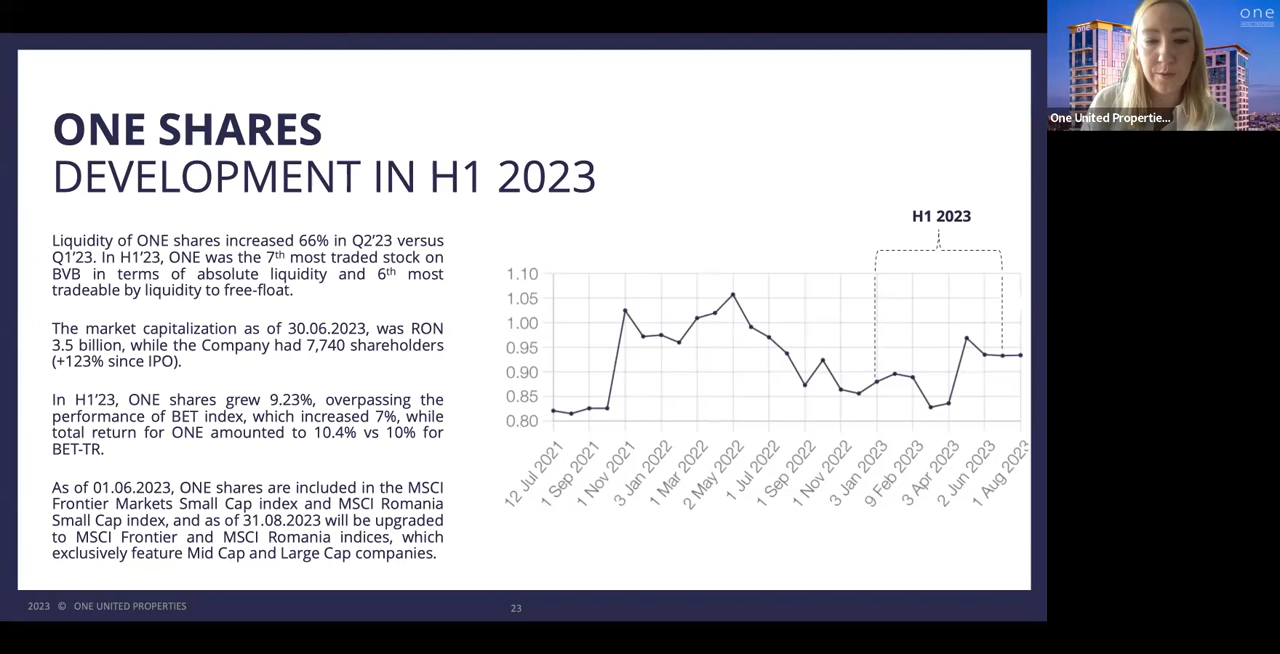 ONE SHARES
DEVELOPMENT IN H1 2023
Liquidity of ONE shares increased 66% in Q2'23 versus
Q1'23. In H1'23, ONE was the 7th most traded stock on
BVB in terms of absolute liquidity and 6th most
tradeable by liquidity to free-float.
The market capitalization as of 30.06.2023, was RON
3.5 billion, while the Company had 7,740 shareholders
(+123% since IPO).
In H1'23, ONE shares grew 9.23%, overpassing the
performance of BET index, which increased 7%, while
total return for ONE amounted to 10.4% vs 10% for
BET-TR.
As of 01.06.2023, ONE shares are included in the MSCI
Frontier Markets Small Cap index and MSCI Romania
Small Cap index, and as of 31.08.2023 will be upgraded
to MSCI Frontier and MSCI Romania indices, which
exclusively feature Mid Cap and Large Cap companies.
H1 2023
1.10
1.05
1.00
0.95
0.90
0.85
0.80
12 Jul 2021
1 Sep 2021
1 Nov 2021
3 Jan 2022
1 Mar 2022
2 May 2022
1 Jul 2022
1 Sep 2022
1 Nov 2022
3 Jan 2023
9 Feb 2023
3 Apr 2023
2 Jun 2023
1 Aug 2023
2023 © ONE UNITED PROPERTIES
23
one
one
One United Propertie...